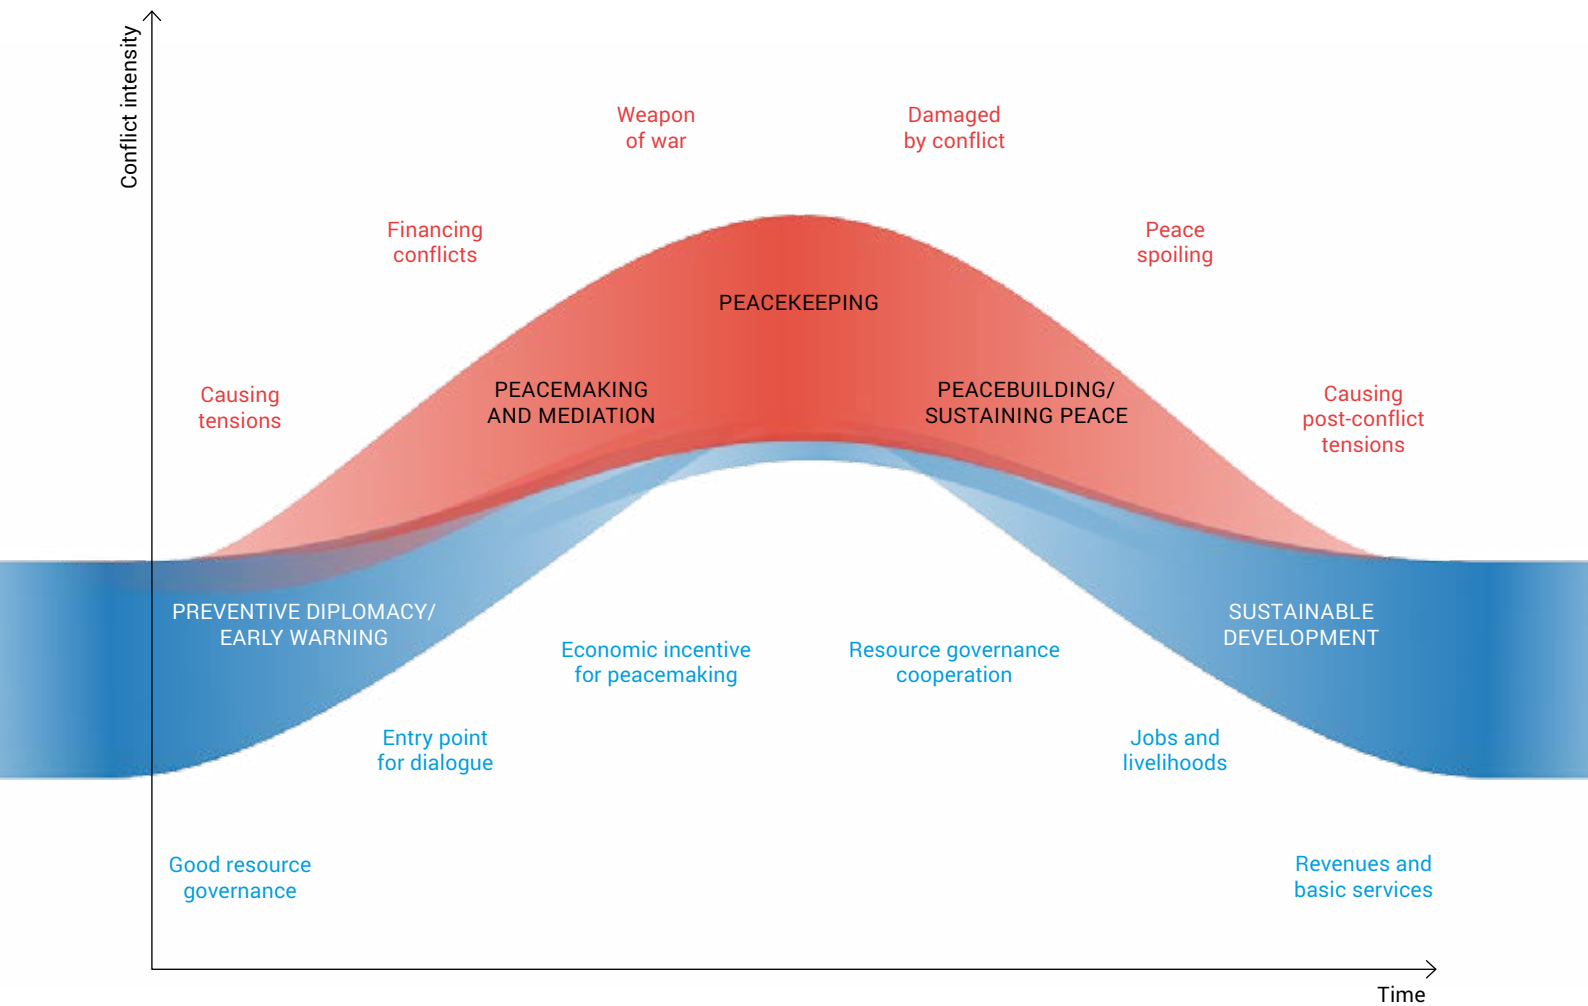 Conflict intensity
Weapon
of war
Damaged
by conflict
Financing
conflicts
Peace
spoiling
PEACEKEEPING
Causing
tensions
PEACEMAKING
AND MEDIATION
PEACEBUILDING/
SUSTAINING PEACE
Causing
post-conflict
tensions
PREVENTIVE DIPLOMACY/
EARLY WARNING
SUSTAINABLE
DEVELOPMENT
Economic incentive
for peacemaking
Resource governance
cooperation
Entry point
for dialogue
Jobs and
livelihoods
Good resource
governance
Revenues and
basic services
Time